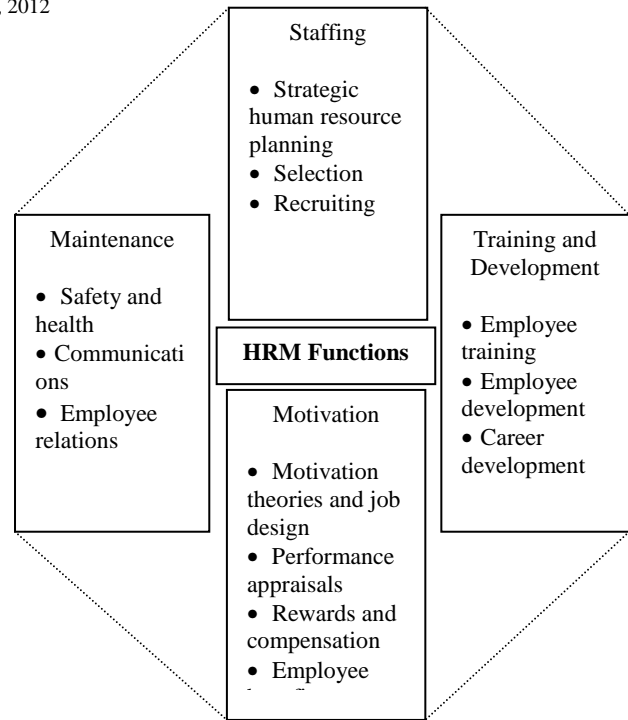 , 2012
Staffing
• Strategic
human resource
planning
• Selection
• Recruiting
Maintenance
• Safety and
health
• Communicati
ons
• Employee
relations
Training and
Development
• Employee
training
• Employee
development
• Career
development
HRM Functions
Motivation
• Motivation
theories and job
design
• Performance
appraisals
• Rewards and
compensation
• Employee